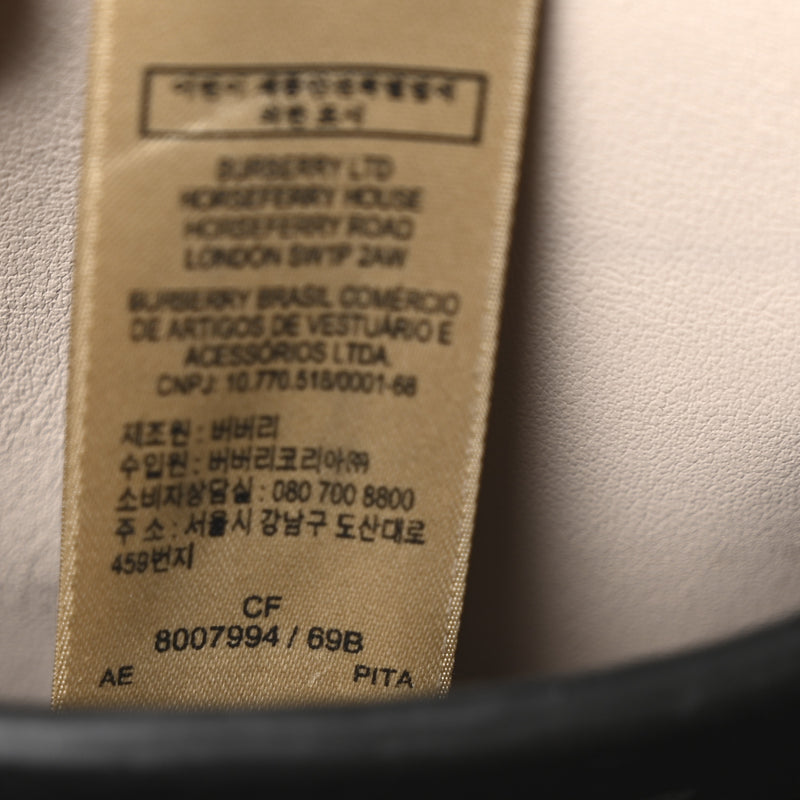 BURBERRY LTD
HORSEFERRY HOUSE
HORSEFERRY ROAD
LONDON SW1P 2AW
BURBERRY BRASIL COMÉRCIO
DE ARTIGOS DE VESTUÁRIO E
ACESSÓRIOS LTDA.
CNPJ: 10.770.518/0001-66
제조원 : 버버리
수입원 : 버버리코리아㈜
소비자상담실 : 080 700 8800
주 소 : 서울시 강남구 도산대로
459번지
CF
8007994 / 69B
AE PITA